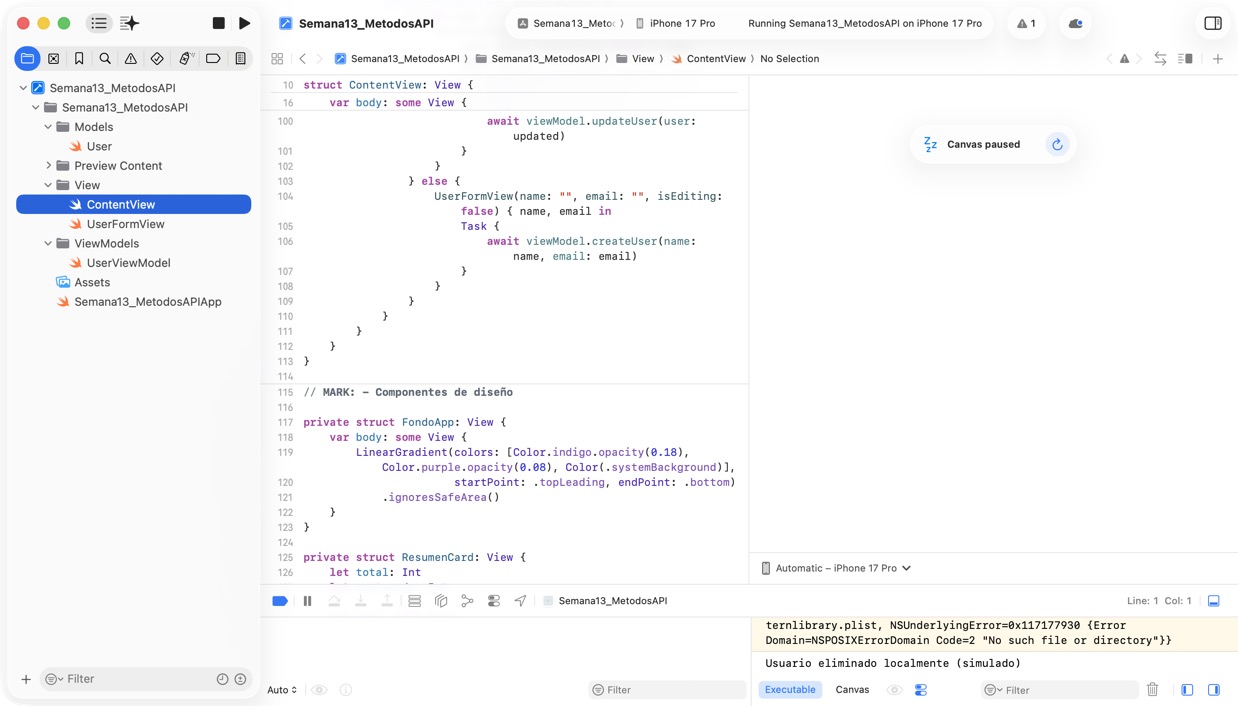 Semana13_MetodosAPI
Semana13_Meto
iPhone 17 Pro
Running Semana13_MetodosAPI on iPhone 17 Pro
1
Semana13_MetodosAPI
Semana13_MetodosAPI
View
ContentView
No Selection
Semana13_MetodosAPI
Semana13_MetodosAPI
Models
User
Preview Content
View
ContentView
UserFormView
ViewModels
UserViewModel
Assets
Semana13_MetodosAPIApp
Filter
10 struct ContentView: View {
16 var body: some View {
100 await viewModel.updateUser(user:
updated)
101 }
102 }
103 } else {
104 UserFormView(name: "", email: "", isEditing:
false) { name, email in
105 Task {
106 await viewModel.createUser(name:
name, email: email)
107 }
108 }
109 }
110 }
111 }
112 }
113 }
114
115 // MARK: - Componentes de diseño
116
117 private struct FondoApp: View {
118 var body: some View {
119 LinearGradient(colors: [Color.indigo.opacity(0.18),
Color.purple.opacity(0.08), Color(.systemBackground)],
120 startPoint: .topLeading, endPoint: .bottom)
121 .ignoresSafeArea()
122 }
123 }
124
125 private struct ResumenCard: View {
126 let total: Int
Canvas paused
Automatic – iPhone 17 Pro
Semana13_MetodosAPI
Line: 1 Col: 1
ternlibrary.plist, NSUnderlyingError=0x117177930 {Error
Domain=NSPOSIXErrorDomain Code=2 "No such file or directory"}}
Usuario eliminado localmente (simulado)
Auto
Filter
Executable
Canvas
Filter